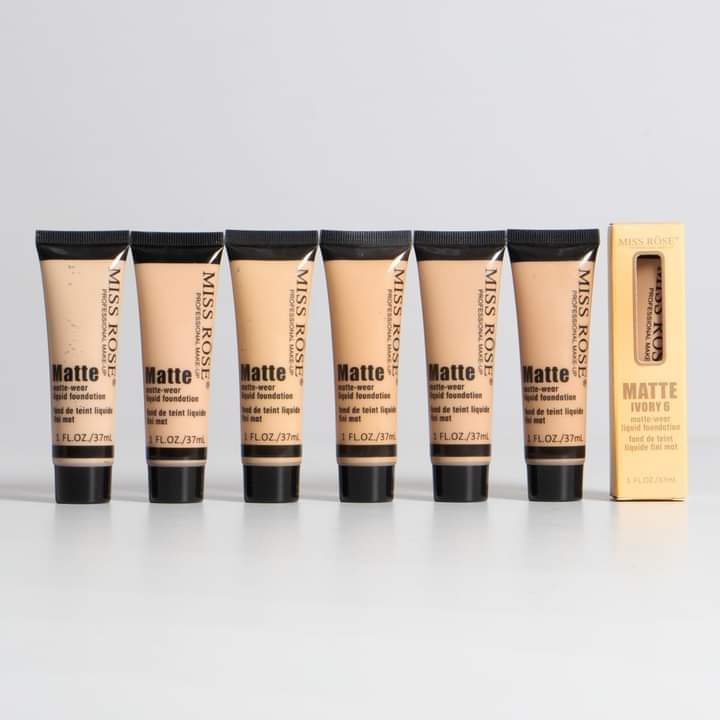 MISS ROSE®
PROFESSIONAL MAKE-UP
Matte
matte-wear
liquid foundation
fond de teint liquide
fini mat
1 FL.OZ./37mL
MISS ROSE®
PROFESSIONAL MAKE-UP
Matte
matte-wear
liquid foundation
fond de teint liquide
fini mat
1 FL.OZ./37mL
MISS ROSE®
PROFESSIONAL MAKE-UP
Matte
matte-wear
liquid foundation
fond de teint liquide
fini mat
1 FL.OZ./37mL
MISS ROSE®
PROFESSIONAL MAKE-UP
Matte
matte-wear
liquid foundation
fond de teint liquide
fini mat
1 FL.OZ./37mL
MISS ROSE®
PROFESSIONAL MAKE-UP
Matte
matte-wear
liquid foundation
fond de teint liquide
fini mat
1 FL.OZ./37mL
MISS ROSE®
PROFESSIONAL MAKE-UP
Matte
matte-wear
liquid foundation
fond de teint liquide
fini mat
1 FL.OZ./37mL
MISS RÖSE
MISS ROS
PROFESSIONAL MAKE
MATTE
IVORY 6
matte-wear
liquid foundation
fond de teint
liquide fini mat
1 FL.OZ./37mL